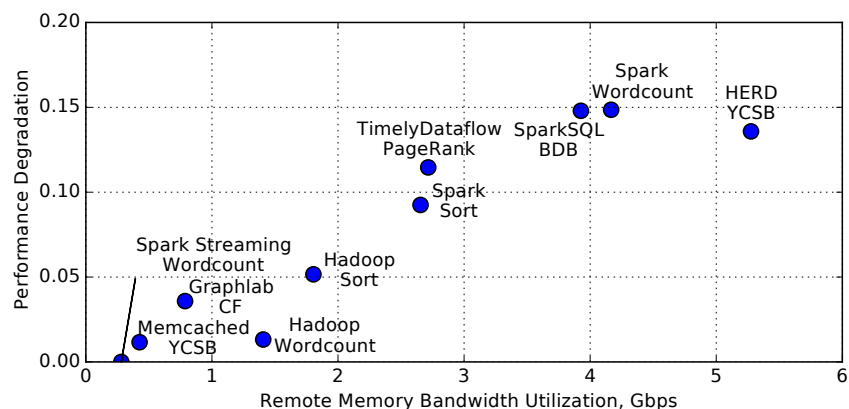 0.20
0.15
0.10
0.05
0.00
Performance Degradation
Spark
Wordcount
HERD
YCSB
SparkSQL
BDB
TimelyDataflow
PageRank
Spark
Sort
Spark Streaming
Wordcount
Hadoop
Sort
Graphlab
CF
Memcached
YCSB
Hadoop
Wordcount
0 1 2 3 4 5 6
Remote Memory Bandwidth Utilization, Gbps